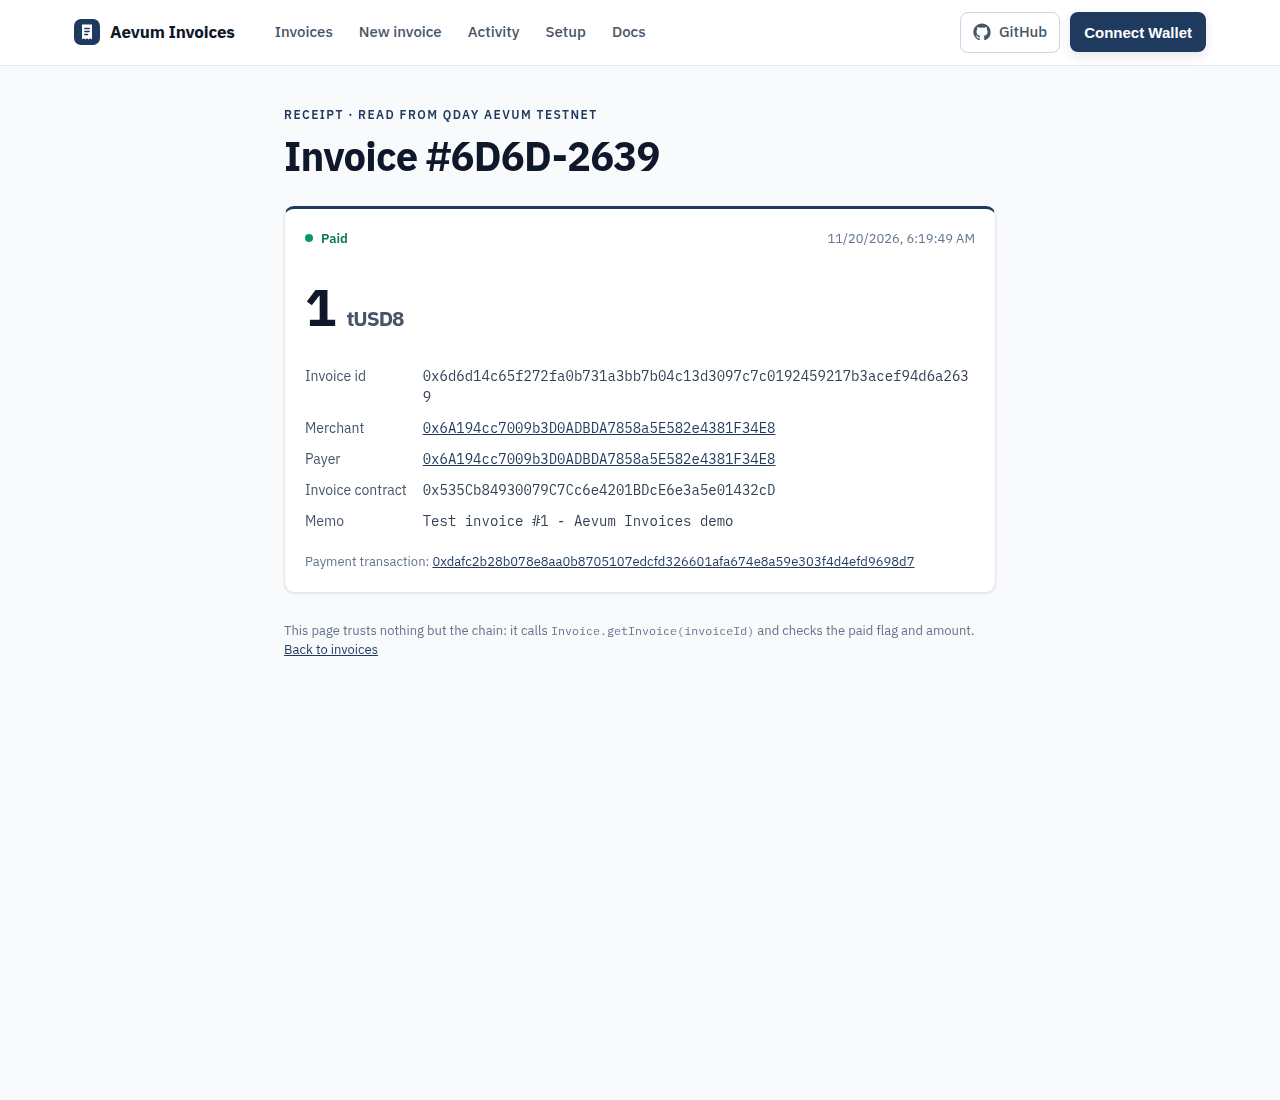 Aevum Invoices Invoices New invoice Activity Setup Docs GitHub Connect Wallet
RECEIPT · READ FROM QDAY AEVUM TESTNET
Invoice #6D6D-2639
Paid 11/20/2026, 6:19:49 AM
1 tUSD8
Invoice id 0x6d6d14c65f272fa0b731a3bb7b04c13d3097c7c0192459217b3acef94d6a263
9
Merchant 0x6A194cc7009b3D0ADBDA7858a5E582e4381F34E8
Payer 0x6A194cc7009b3D0ADBDA7858a5E582e4381F34E8
Invoice contract 0x535Cb84930079C7Cc6e4201BDcE6e3a5e01432cD
Memo Test invoice #1 - Aevum Invoices demo
Payment transaction: 0xdafc2b28b078e8aa0b8705107edcfd326601afa674e8a59e303f4d4efd9698d7
This page trusts nothing but the chain: it calls Invoice.getInvoice(invoiceId) and checks the paid flag and amount.
Back to invoices